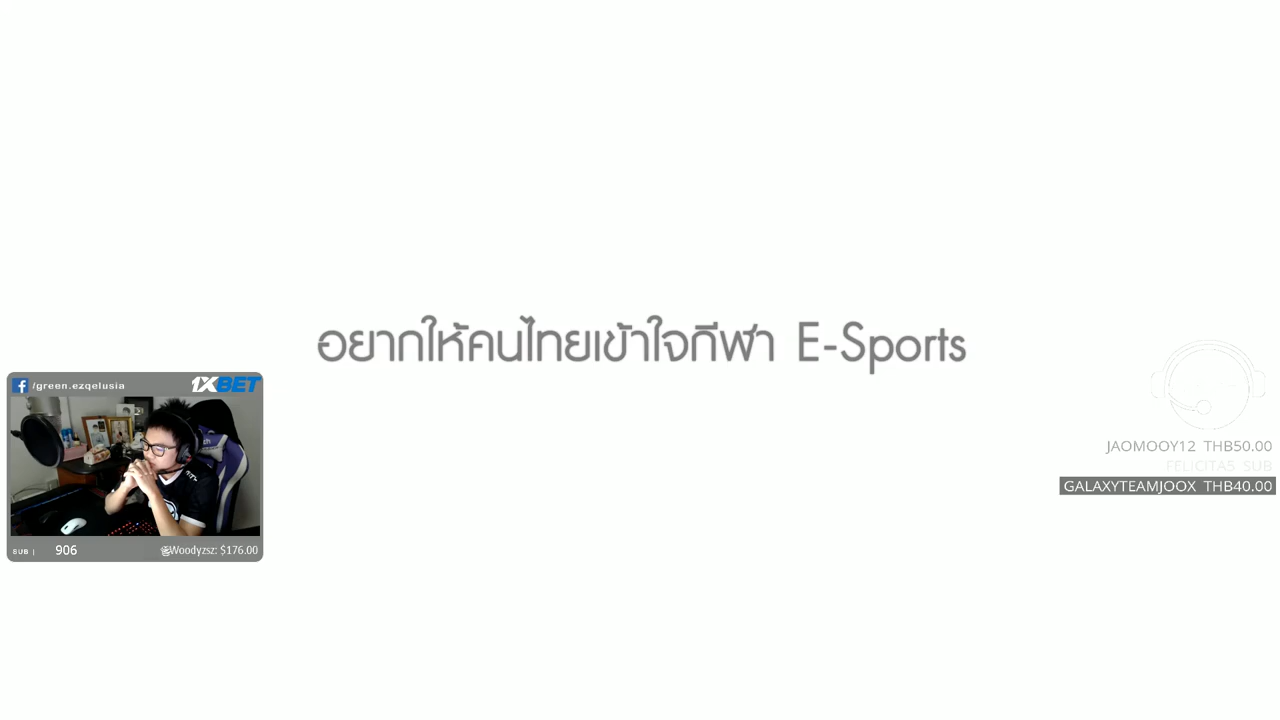 อยากให้คนไทยเข้าใจกีฬา E-Sports
/green.ezqelusia
1XBET
SUB | 906
Woodyzsz: $176.00
JAOMOOY12 THB50.00
FELICITA5 SUB
GALAXYTEAMJOOX THB40.00